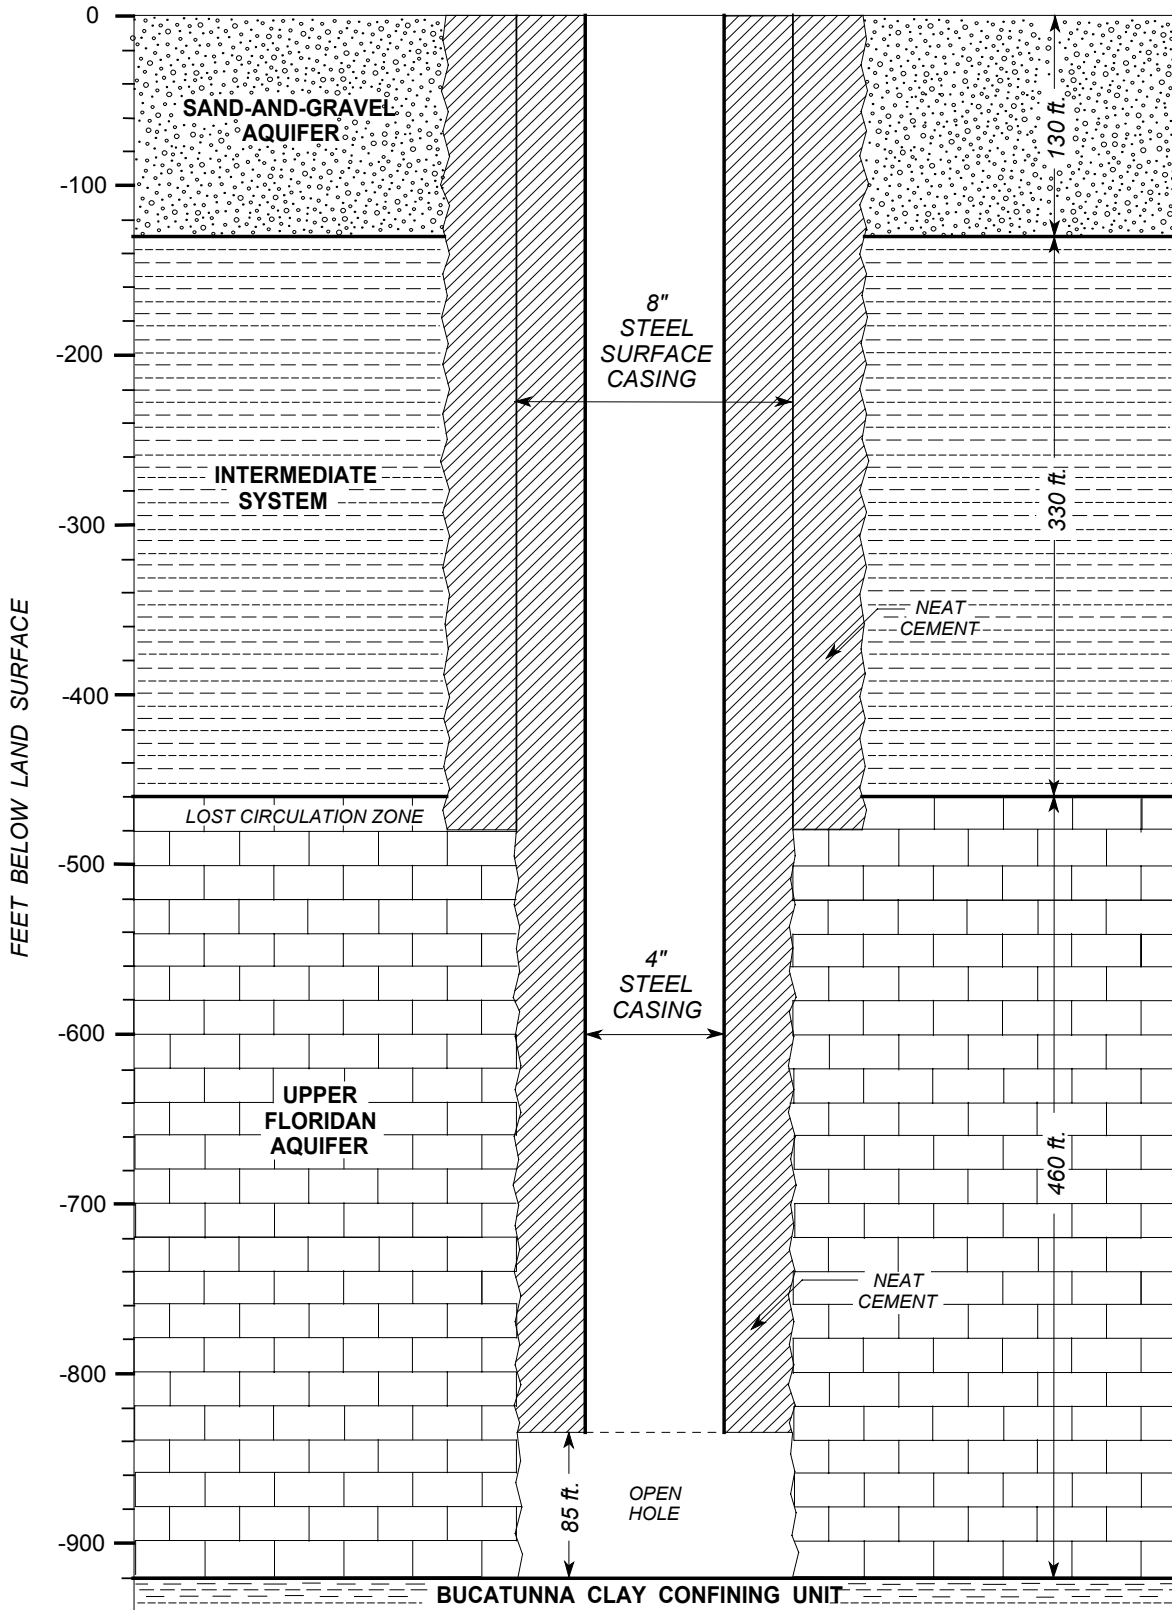 FEET BELOW LAND SURFACE
0
-100
-200
-300
-400
-500
-600
-700
-800
-900
SAND-AND-GRAVEL
AQUIFER
130 ft.
8"
STEEL
SURFACE
CASING
INTERMEDIATE
SYSTEM
330 ft.
NEAT
CEMENT
LOST CIRCULATION ZONE
4"
STEEL
CASING
UPPER
FLORIDAN
AQUIFER
460 ft.
NEAT
CEMENT
85 ft.
OPEN
HOLE
BUCATUNNA CLAY CONFINING UNIT